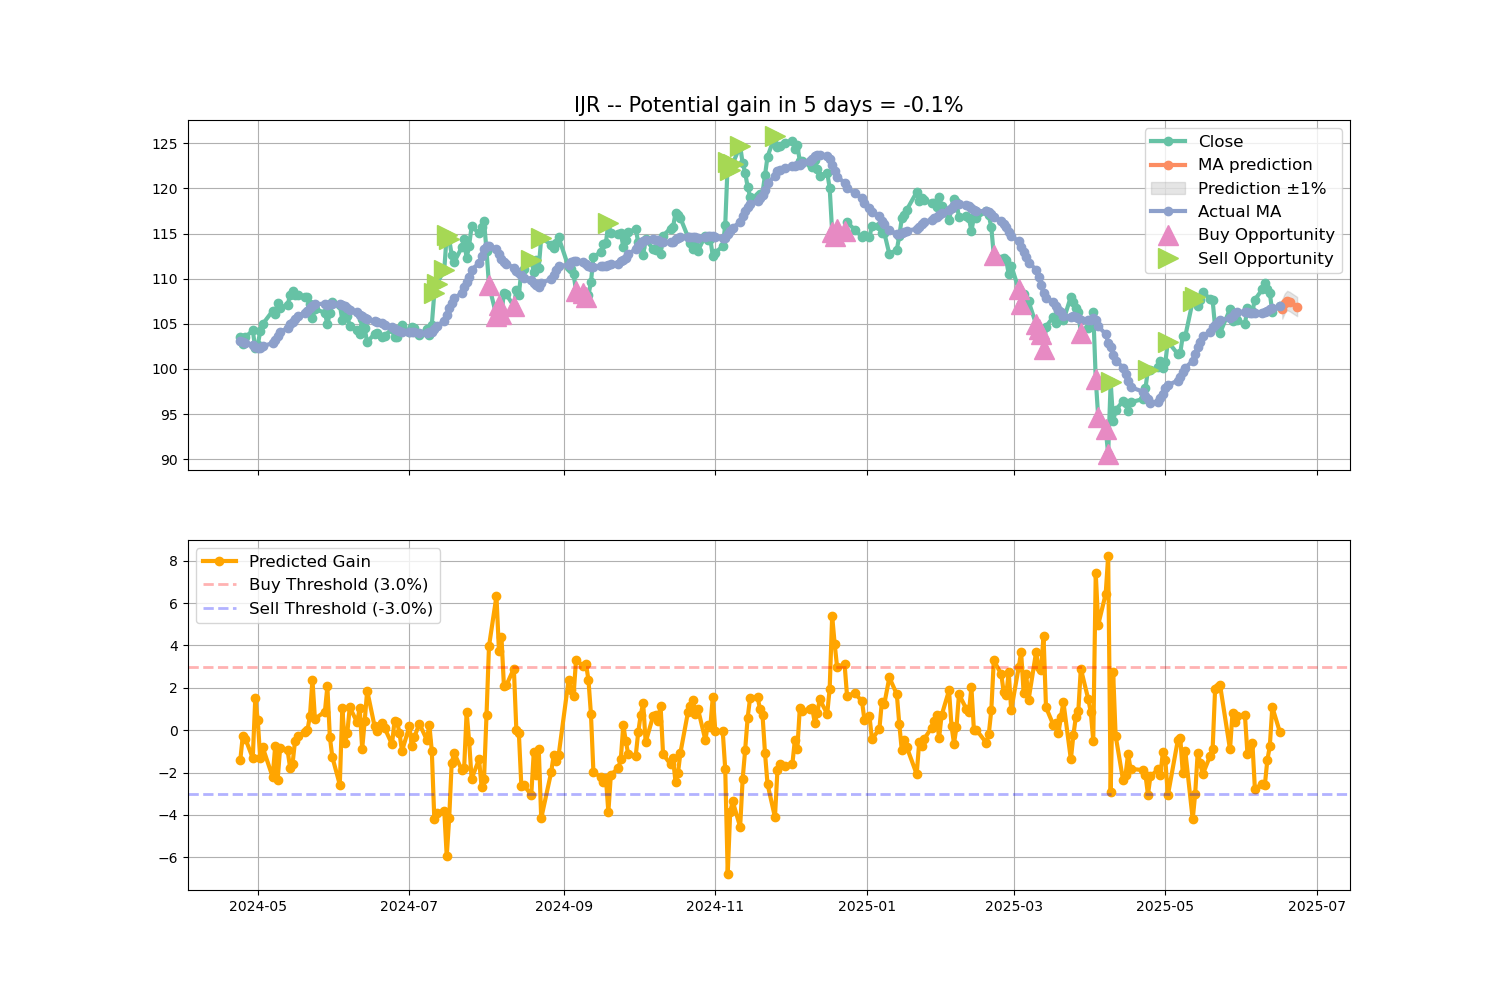 IJR -- Potential gain in 5 days = -0.1%
125
120
115
110
105
100
95
90
Close
MA prediction
Prediction ±1%
Actual MA
Buy Opportunity
Sell Opportunity
8
6
4
2
0
−2
−4
−6
Predicted Gain
Buy Threshold (3.0%)
Sell Threshold (-3.0%)
2024-05
2024-07
2024-09
2024-11
2025-01
2025-03
2025-05
2025-07